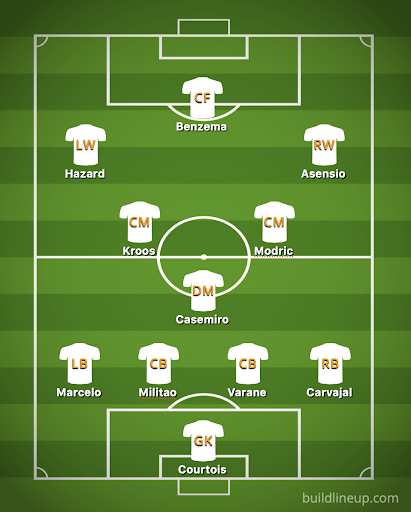 CF
Benzema
LW
RW
Hazard
Asensio
CM
CM
Kroos
Modric
DM
Casemiro
LB
CB
CB
RB
Marcelo
Militao
Varane
Carvajal
GK
Courtois
buildlineup.com